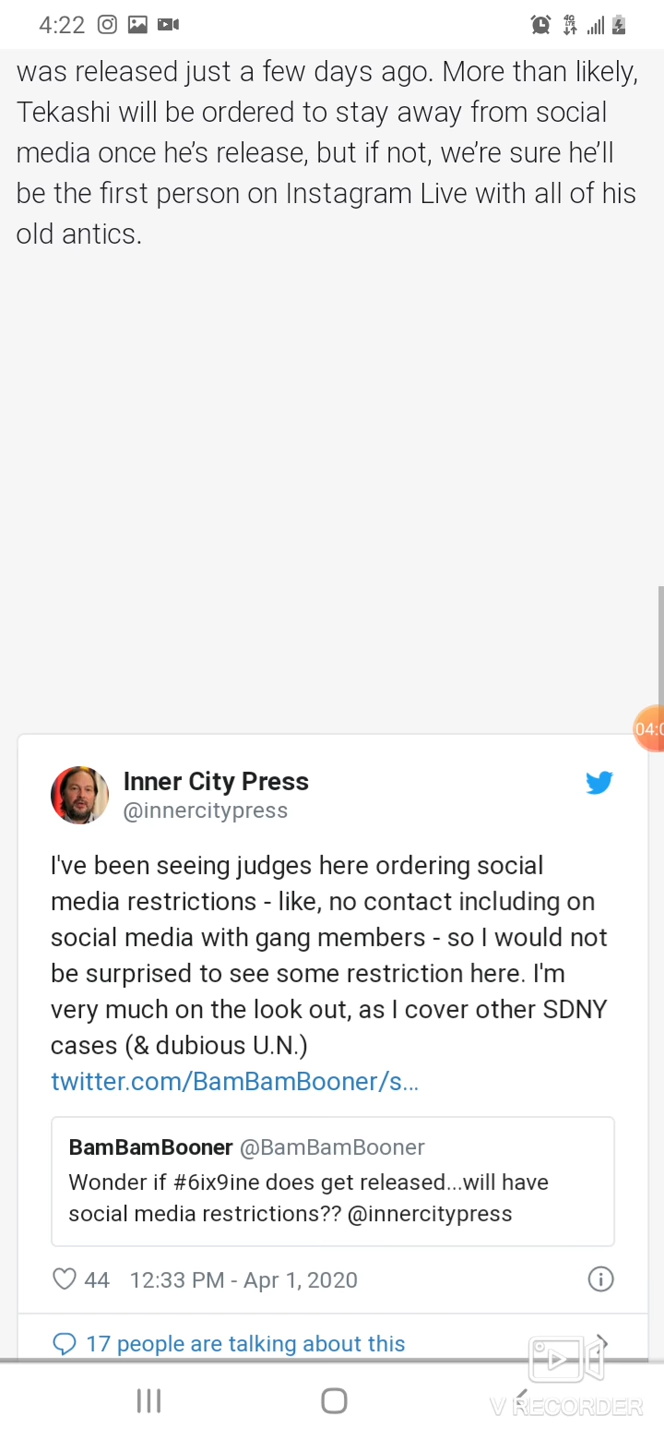 4:22
was released just a few days ago. More than likely,
Tekashi will be ordered to stay away from social
media once he’s release, but if not, we’re sure he’ll
be the first person on Instagram Live with all of his
old antics.
04:0
Inner City Press
@innercitypress
I've been seeing judges here ordering social
media restrictions - like, no contact including on
social media with gang members - so I would not
be surprised to see some restriction here. I'm
very much on the look out, as I cover other SDNY
cases (& dubious U.N.)
twitter.com/BamBamBooner/s…
BamBamBooner @BamBamBooner
Wonder if #6ix9ine does get released...will have
social media restrictions?? @innercitypress
44 12:33 PM - Apr 1, 2020
17 people are talking about this
V RECORDER